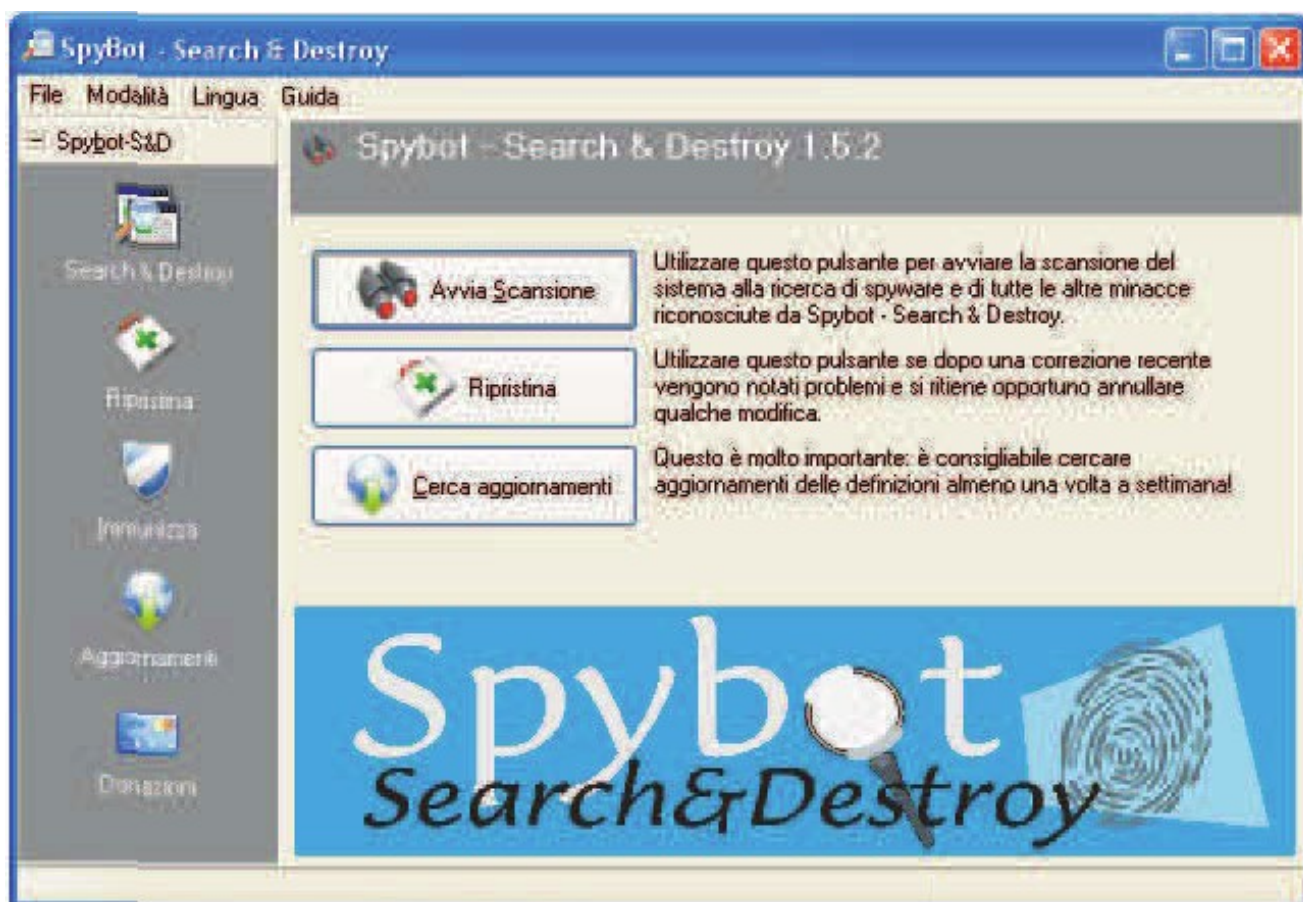 SpyBot - Search & Destroy
File Modalità Lingua Guida
Spybot-S&D
Spybot - Search & Destroy 1.5.2
Search & Destroy
Ripristina
Immunizza
Aggiornamenti
Donazioni
Avvia Scansione
Utilizzare questo pulsante per avviare la scansione del
sistema alla ricerca di spyware e di tutte le altre minacce
riconosciute da Spybot - Search & Destroy.
Ripristina
Utilizzare questo pulsante se dopo una correzione recente
vengono notati problemi e si ritiene opportuno annullare
qualche modifica.
Cerca aggiornamenti
Questo è molto importante: è consigliabile cercare
aggiornamenti delle definizioni almeno una volta a settimana!
Spybot
Search&Destroy